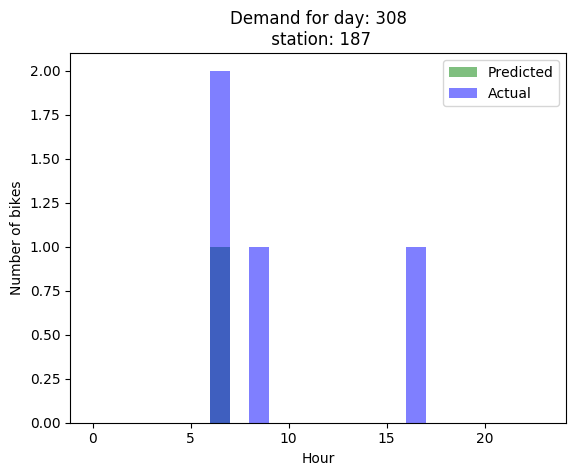 Demand for day: 308
station: 187
Predicted
Actual
Number of bikes
2.00
1.75
1.50
1.25
1.00
0.75
0.50
0.25
0.00
0 5 10 15 20
Hour